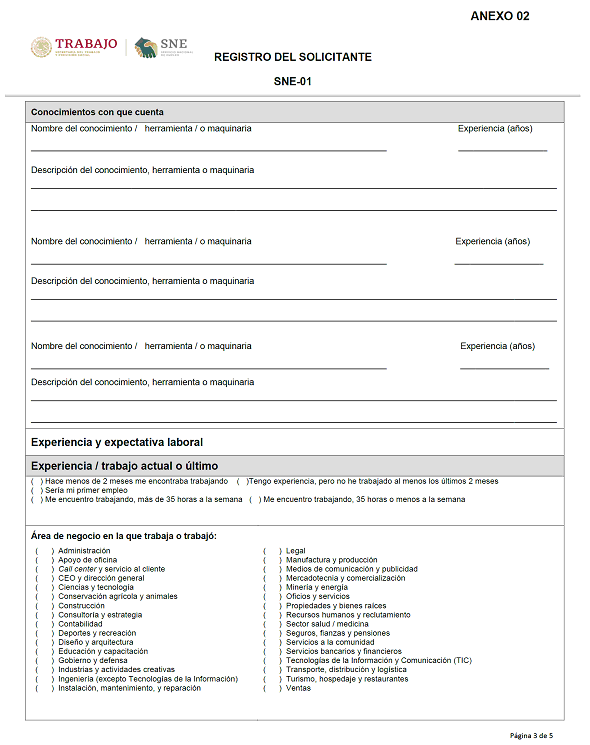 ANEXO 02
TRABAJO
SNE
REGISTRO DEL SOLICITANTE
SNE-01
Conocimientos con que cuenta
Nombre del conocimiento / herramienta / o maquinaria Experiencia (años)
Descripción del conocimiento, herramienta o maquinaria
Nombre del conocimiento / herramienta / o maquinaria Experiencia (años)
Descripción del conocimiento, herramienta o maquinaria
Nombre del conocimiento / herramienta / o maquinaria Experiencia (años)
Descripción del conocimiento, herramienta o maquinaria
Experiencia y expectativa laboral
Experiencia / trabajo actual o último
( ) Hace menos de 2 meses me encontraba trabajando ( )Tengo experiencia, pero no he trabajado al menos los últimos 2 meses
( ) Sería mi primer empleo
( ) Me encuentro trabajando, más de 35 horas a la semana ( ) Me encuentro trabajando, 35 horas o menos a la semana
Área de negocio en la que trabaja o trabajó:
( ) Administración
( ) Apoyo de oficina
( ) Call center y servicio al cliente
( ) CEO y dirección general
( ) Ciencias y tecnología
( ) Conservación agrícola y animales
( ) Construcción
( ) Consultoría y estrategia
( ) Contabilidad
( ) Deportes y recreación
( ) Diseño y arquitectura
( ) Educación y capacitación
( ) Gobierno y defensa
( ) Industrias y actividades creativas
( ) Ingeniería (excepto Tecnologías de la Información)
( ) Instalación, mantenimiento, y reparación
( ) Legal
( ) Manufactura y producción
( ) Medios de comunicación y publicidad
( ) Mercadotecnia y comercialización
( ) Minería y energía
( ) Oficios y servicios
( ) Propiedades y bienes raíces
( ) Recursos humanos y reclutamiento
( ) Sector salud / medicina
( ) Seguros, fianzas y pensiones
( ) Servicios a la comunidad
( ) Servicios bancarios y financieros
( ) Tecnologías de la Información y Comunicación (TIC)
( ) Transporte, distribución y logística
( ) Turismo, hospedaje y restaurantes
( ) Ventas
Página 3 de 5